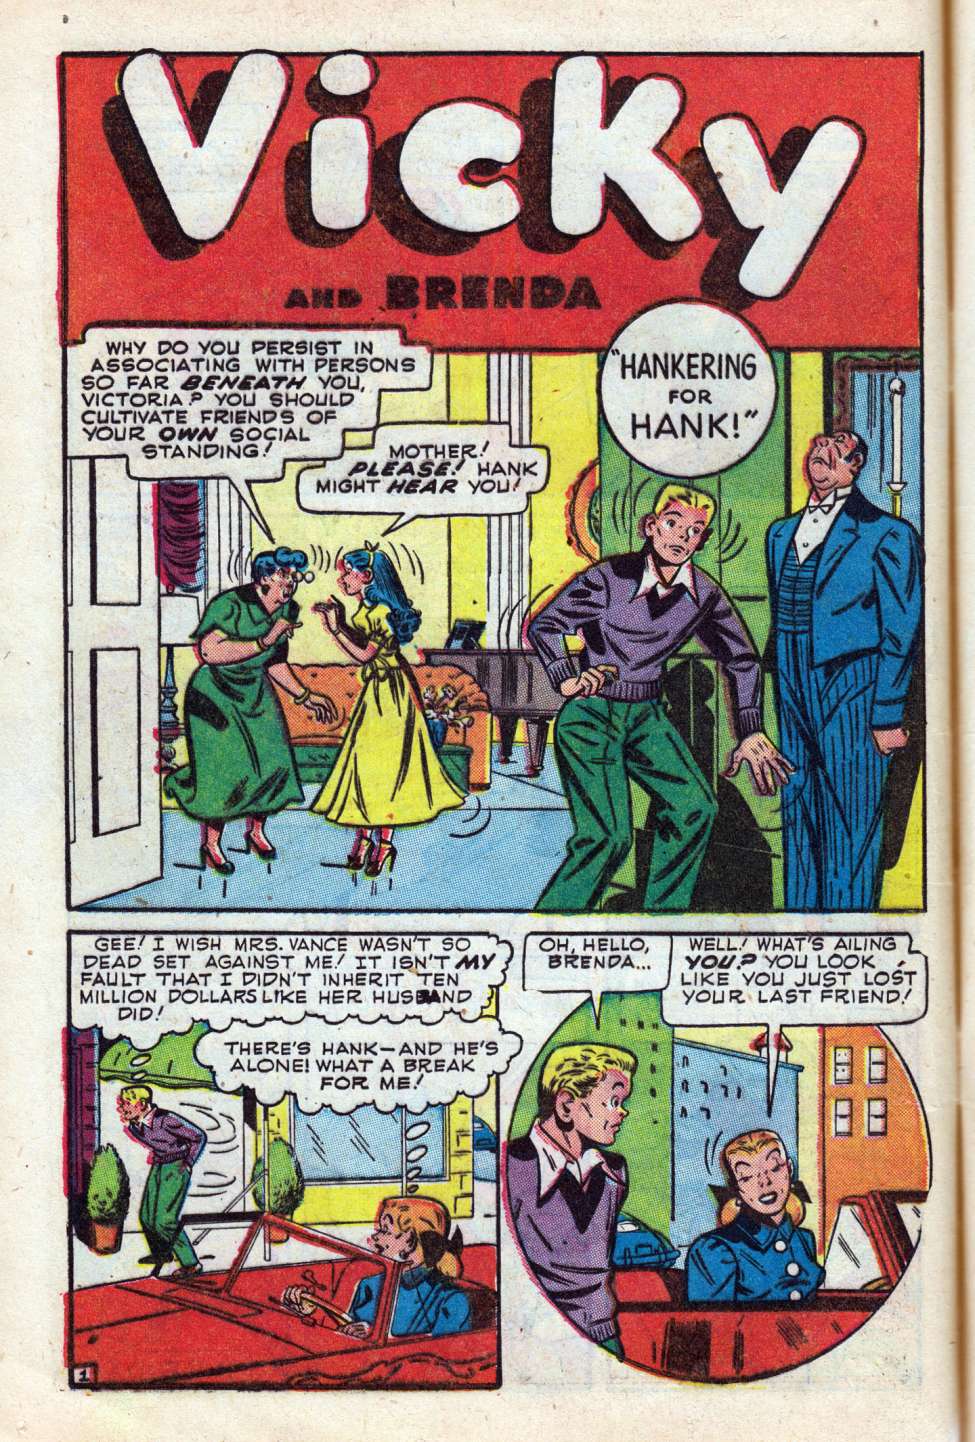 Vicky
AND BRENDA
"HANKERING
FOR
HANK!"
WHY DO YOU PERSIST IN
ASSOCIATING WITH PERSONS
SO FAR BENEATH YOU,
VICTORIA? YOU SHOULD
CULTIVATE FRIENDS OF
YOUR OWN SOCIAL
STANDING!
MOTHER!
PLEASE! HANK
MIGHT HEAR YOU!
GEE! I WISH MRS. VANCE WASN'T SO
DEAD SET AGAINST ME! IT ISN'T MY
FAULT THAT I DIDN'T INHERIT TEN
MILLION DOLLARS LIKE HER HUSBAND
DID!
THERE'S HANK—AND HE'S
ALONE! WHAT A BREAK
FOR ME!
1
OH, HELLO,
BRENDA...
WELL! WHAT'S AILING
YOU? YOU LOOK
LIKE YOU JUST LOST
YOUR LAST FRIEND!